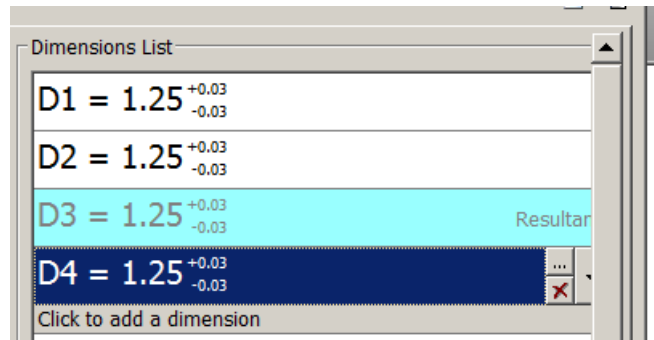 Dimensions List
D1 = 1.25 +0.03 -0.03
D2 = 1.25 +0.03 -0.03
D3 = 1.25 +0.03 -0.03 Resultar
D4 = 1.25 +0.03 -0.03 ...
Click to add a dimension